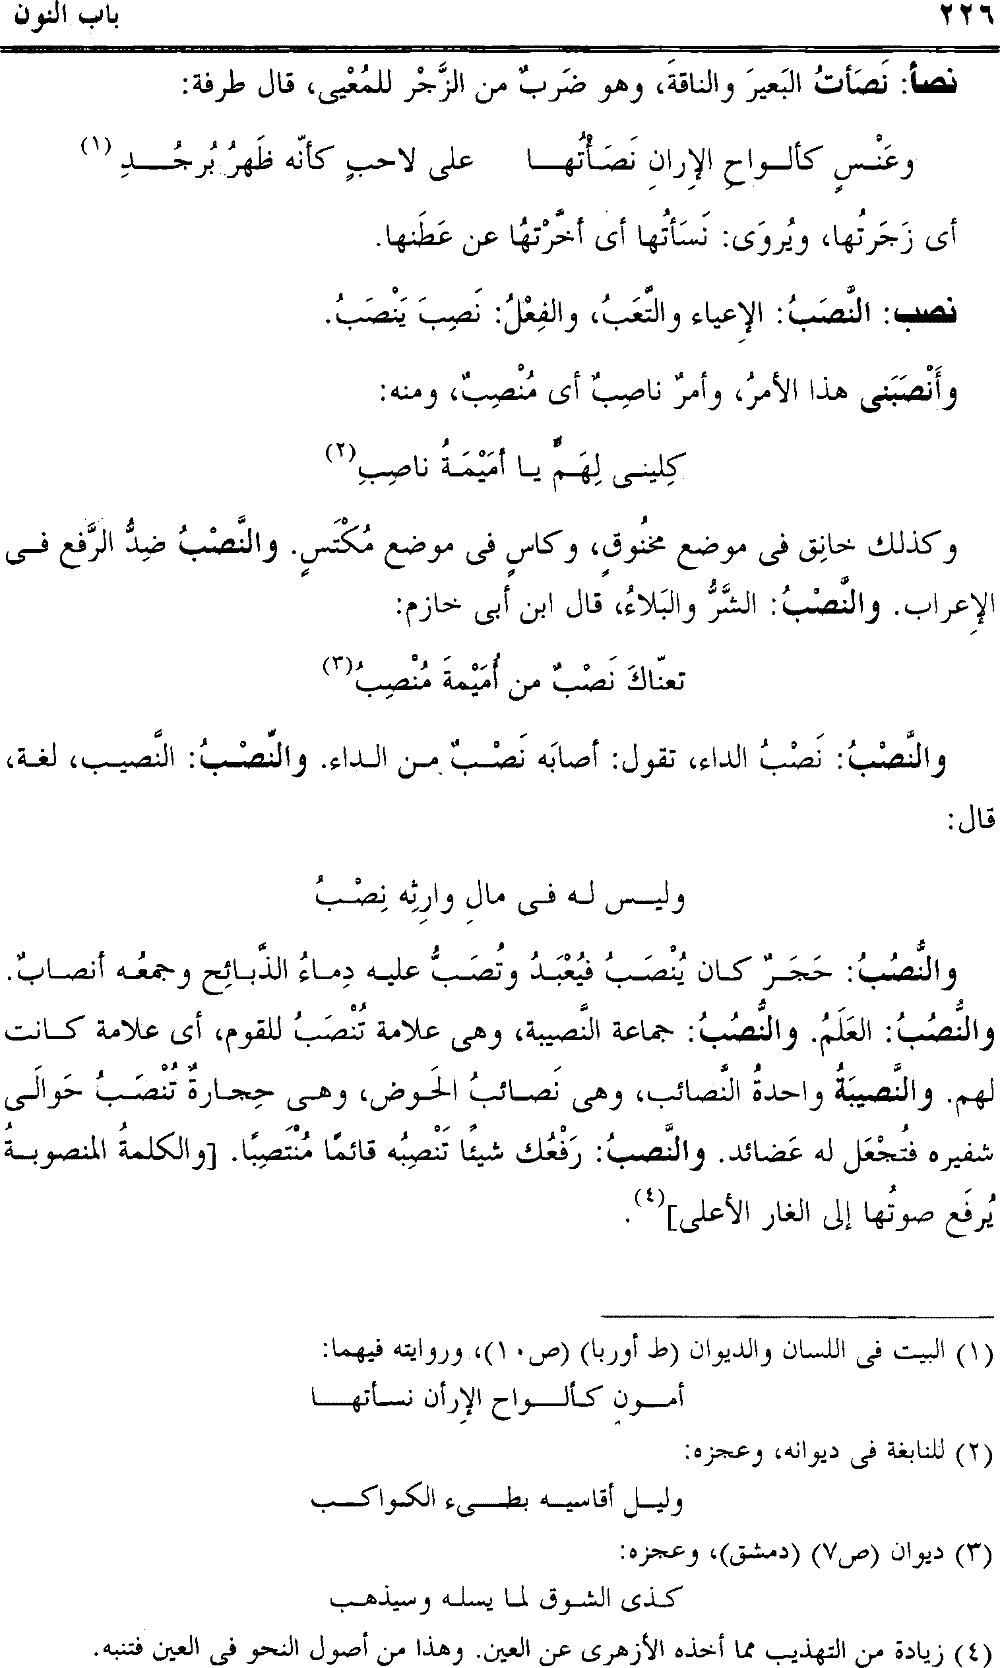 ٢٢٦ باب النون
نصأ: نَصَأتُ البَعيرَ والناقةَ، وهو ضَربٌ من الزَّجْر للمُعْيى، قال طرفة:
وعَنْسٍ كألـواحِ الإرانِ نَصَأْتُهـا على لاحبٍ كأنّه ظَهرُ بُرجُـدِ (١)
أى زَجَرتُها، ويُروَى: نَسَأتُها أى أخَّرْتهُا عن عَطَنها.
نصب: النَّصَبُ: الإعياء والتَّعَبُ، والفِعْلُ: نَصِبَ يَنْصَبُ.
وأَنْصَبَنى هذا الأمرُ، وأمرٌ ناصِبٌ أى مُنْصِبٌ، ومنه:
كِلينى لِهَمٌّ يا أمَيْمَةُ ناصِبِ(٢)
وكذلك خانِق فى موضع مخنُوقٍ، وكاسٍ فى موضع مُكْتَسٍ. والنَّصْبُ ضِدُّ الرَّفع فى
الإعراب. والنَّصْبُ: الشَّرُّ والبَلاءُ، قال ابن أبى خازم:
تعنّاكَ نَصْبٌ من أُمَيْمةَ مُنْصِبُ(٣)
والنَّصْبُ: نَصْبُ الداء، تقول: أصابَه نَصْبٌ من الداء. والنَّصْبُ: النَّصيب، لغة،
قال:
وليس له فى مالِ وارِثِه نِصْبُ
والنُّصُبُ: حَجَرٌ كان يُنْصَبُ فيُعْبَدُ وتُصَبُّ عليه دِماءُ الذَّبائِح وجمعُه أنصابٌ.
والنُّصُبُ: العَلَمُ. والنُّصُبُ: جماعة النَّصيبة، وهى علامة تُنْصَبُ للقوم، أى علامة كانت
لهم. والنَّصيبَةُ واحدةُ النَّصائب، وهى نَصائبُ الحَوض، وهى حِجارةٌ تُنْصَبُ حَوالَى
شفيره فتُجْعَل له عَضائد. والنَّصبُ: رَفْعُك شيئًا تَنْصِبُه قائمًا مُنْتَصِبًا. [والكلمةُ المنصوبةُ
يُرفَع صوتُها إلى الغار الأعلى](٤).
(١) البيت فى اللسان والديوان (ط أوربا) (ص١٠)، وروايته فيهما:
أمونٍ كألواح الإرأن نسأتها
(٢) للنابغة فى ديوانه، وعجزه:
وليل أقاسيه بطىء الكواكب
(٣) ديوان (ص٧) (دمشق)، وعجزه:
كذى الشوق لما يسله وسيذهب
(٤) زيادة من التهذيب مما أخذه الأزهرى عن العين. وهذا من أصول النحو فى العين فتنبه.